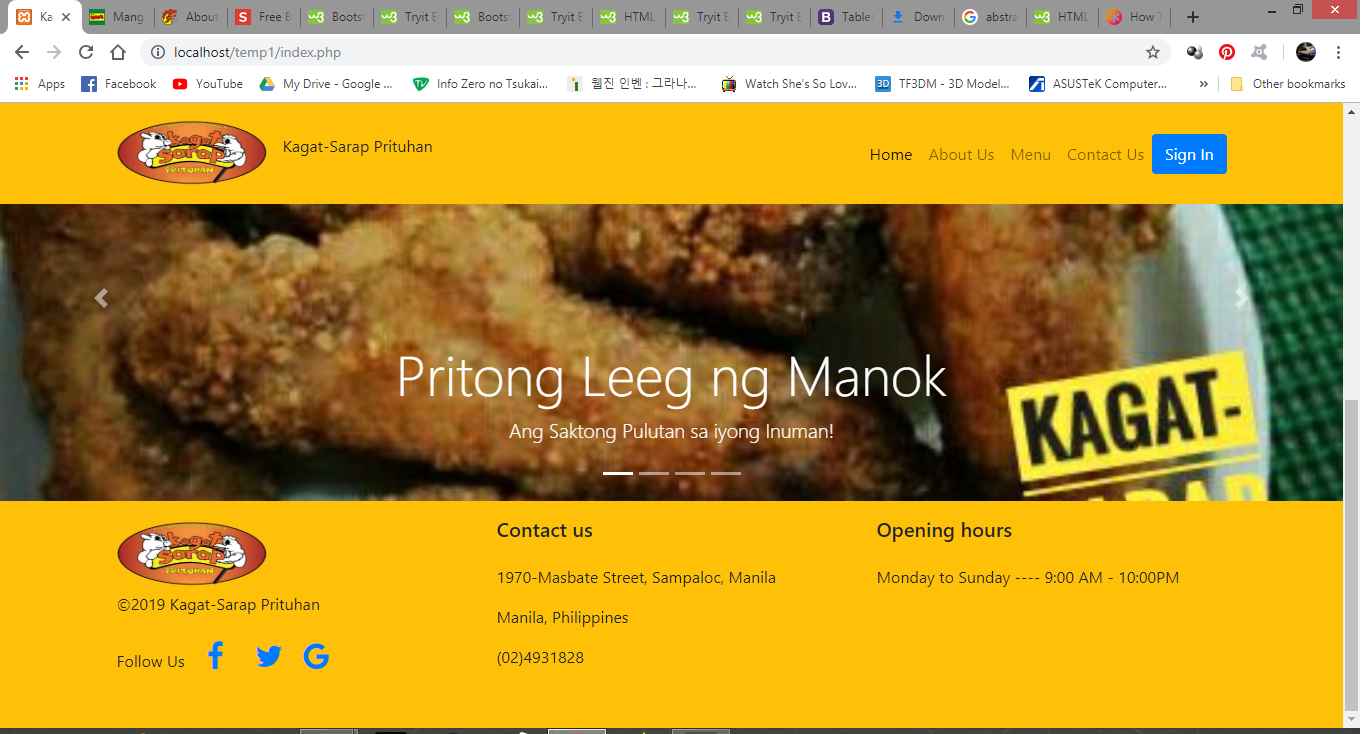 Ka
Mang
About
Free B
Boots
Tryit E
Boots
Tryit E
HTML
Tryit E
Tryit E
Tables
Down
abstra
HTML
How T
localhost/temp1/index.php
Apps
Facebook
YouTube
My Drive - Google ...
Info Zero no Tsukai...
웹진 인벤 : 그라나...
Watch She's So Lov...
3D
TF3DM - 3D Model...
ASUSTeK Computer...
»
Other bookmarks
Kagat
Sarap
PRITUHAN
Kagat-Sarap Prituhan
Home
About Us
Menu
Contact Us
Sign In
Pritong Leeg ng Manok
Ang Saktong Pulutan sa iyong Inuman!
KAGAT-
Kagat
Sarap
PRITUHAN
©2019 Kagat-Sarap Prituhan
Follow Us
Contact us
1970-Masbate Street, Sampaloc, Manila
Manila, Philippines
(02)4931828
Opening hours
Monday to Sunday ---- 9:00 AM - 10:00PM